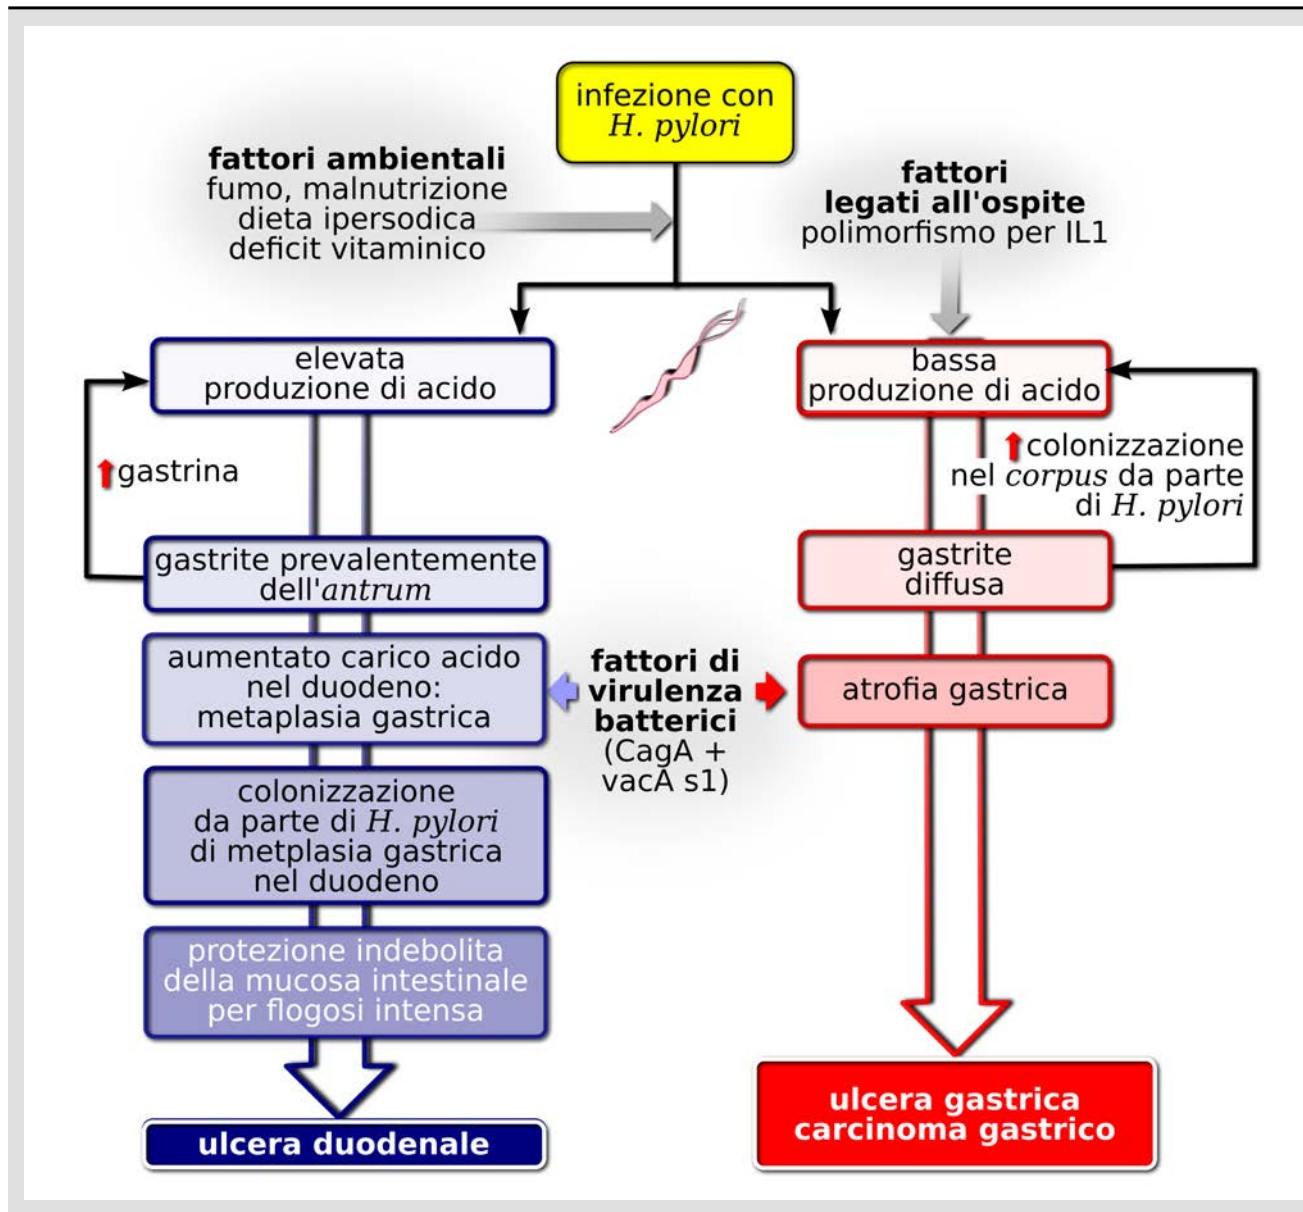 infezione con
H. pylori
fattori ambientali
fumo, malnutrizione
dieta ipersodica
deficit vitaminico
fattori
legati all'ospite
polimorfismo per IL1
elevata
produzione di acido
bassa
produzione di acido
gastrina
colonizzazione
nel corpus da parte
di H. pylori
gastrite prevalentemente
dell'antrum
gastrite
diffusa
aumentato carico acido
nel duodeno:
metaplasia gastrica
fattori di
virulenza
batterici
(CagA +
vacA s1)
atrofia gastrica
colonizzazione
da parte di H. pylori
di metplasia gastrica
nel duodeno
protezione indebolita
della mucosa intestinale
per flogosi intensa
ulcera duodenale
ulcera gastrica
carcinoma gastrico